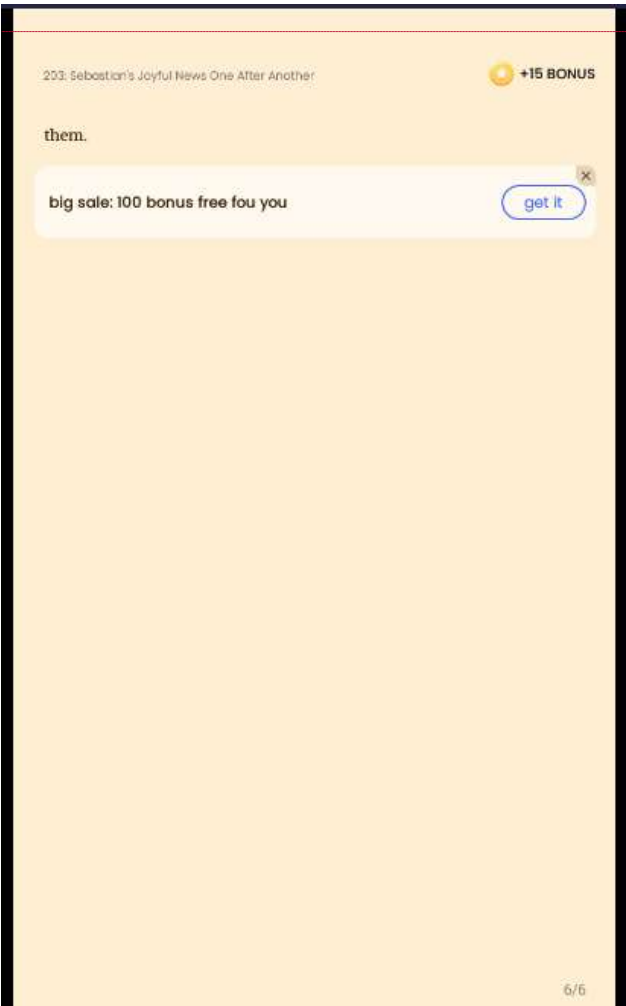 203: Sebastian's Joyful News One After Another
+15 BONUS
them.
big sale: 100 bonus free fou you
get it
6/6